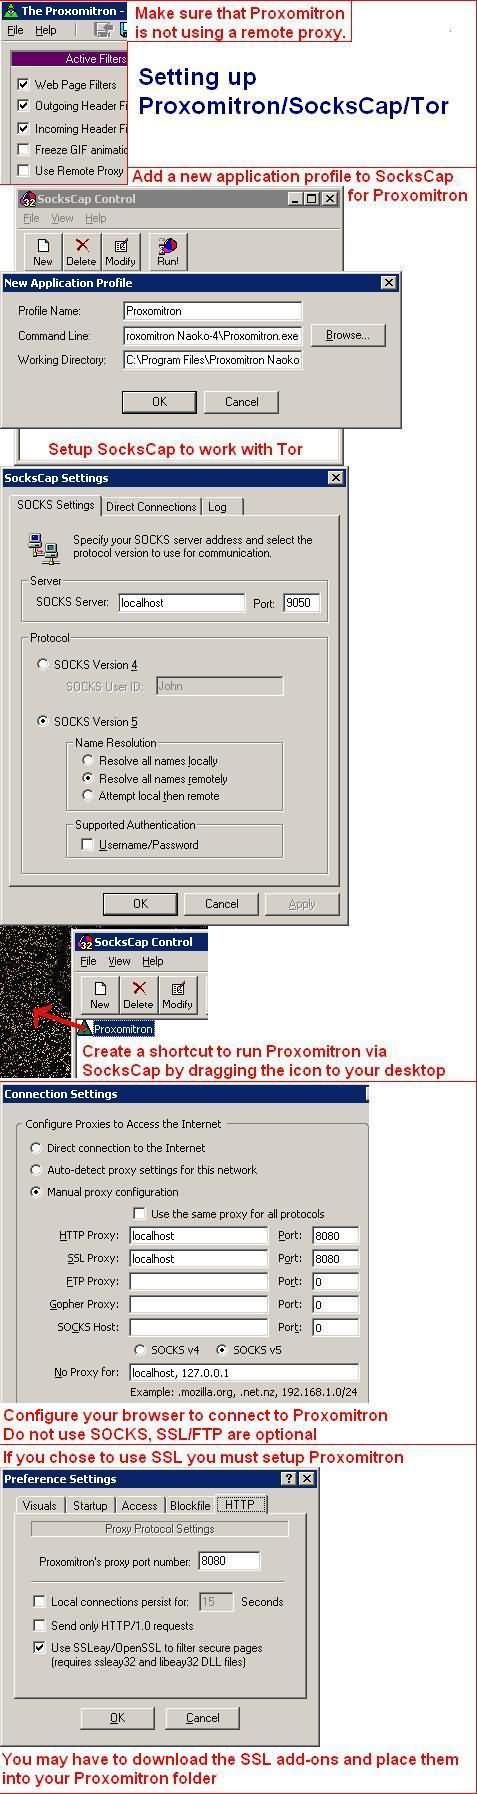 The Proxomitron -
Make sure that Proxomitron
is not using a remote proxy.
File Help
Active Filters
Web Page Filters
Outgoing Header Fi
Incoming Header Fi
Freeze GIF animatio
Use Remote Proxy
Setting up
Proxomitron/SocksCap/Tor
Add a new application profile to SocksCap
for Proxomitron
SocksCap Control
File View Help
New Delete Modify Run!
New Application Profile
Profile Name: Proxomitron
Command Line: roxomitron Naoko-4\Proxomitron.exe Browse...
Working Directory: C:\Program Files\Proxomitron Naoko
OK Cancel
Setup SocksCap to work with Tor
SocksCap Settings
SOCKS Settings Direct Connections Log
Specify your SOCKS server address and select the
protocol version to use for communication.
Server
SOCKS Server: localhost Port: 9050
Protocol
SOCKS Version 4
SOCKS User ID: John
SOCKS Version 5
Name Resolution
Resolve all names locally
Resolve all names remotely
Attempt local then remote
Supported Authentication
Username/Password
OK Cancel Apply
SocksCap Control
File View Help
New Delete Modify
Proxomitron
Create a shortcut to run Proxomitron via
SocksCap by dragging the icon to your desktop
Connection Settings
Configure Proxies to Access the Internet
Direct connection to the Internet
Auto-detect proxy settings for this network
Manual proxy configuration
Use the same proxy for all protocols
HTTP Proxy: localhost Port: 8080
SSL Proxy: localhost Port: 8080
FTP Proxy: Port: 0
Gopher Proxy: Port: 0
SOCKS Host: Port: 0
SOCKS v4 SOCKS v5
No Proxy for: localhost, 127.0.0.1
Example: .mozilla.org, .net.nz, 192.168.1.0/24
Configure your browser to connect to Proxomitron
Do not use SOCKS, SSL/FTP are optional
If you chose to use SSL you must setup Proxomitron
Preference Settings
Visuals Startup Access Blockfile HTTP
Proxy Protocol Settings
Proxomitron's proxy port number: 8080
Local connections persist for: 15 Seconds
Send only HTTP/1.0 requests
Use SSLeay/OpenSSL to filter secure pages
(requires ssleay32 and libeay32 DLL files)
OK Cancel
You may have to download the SSL add-ons and place them
into your Proxomitron folder